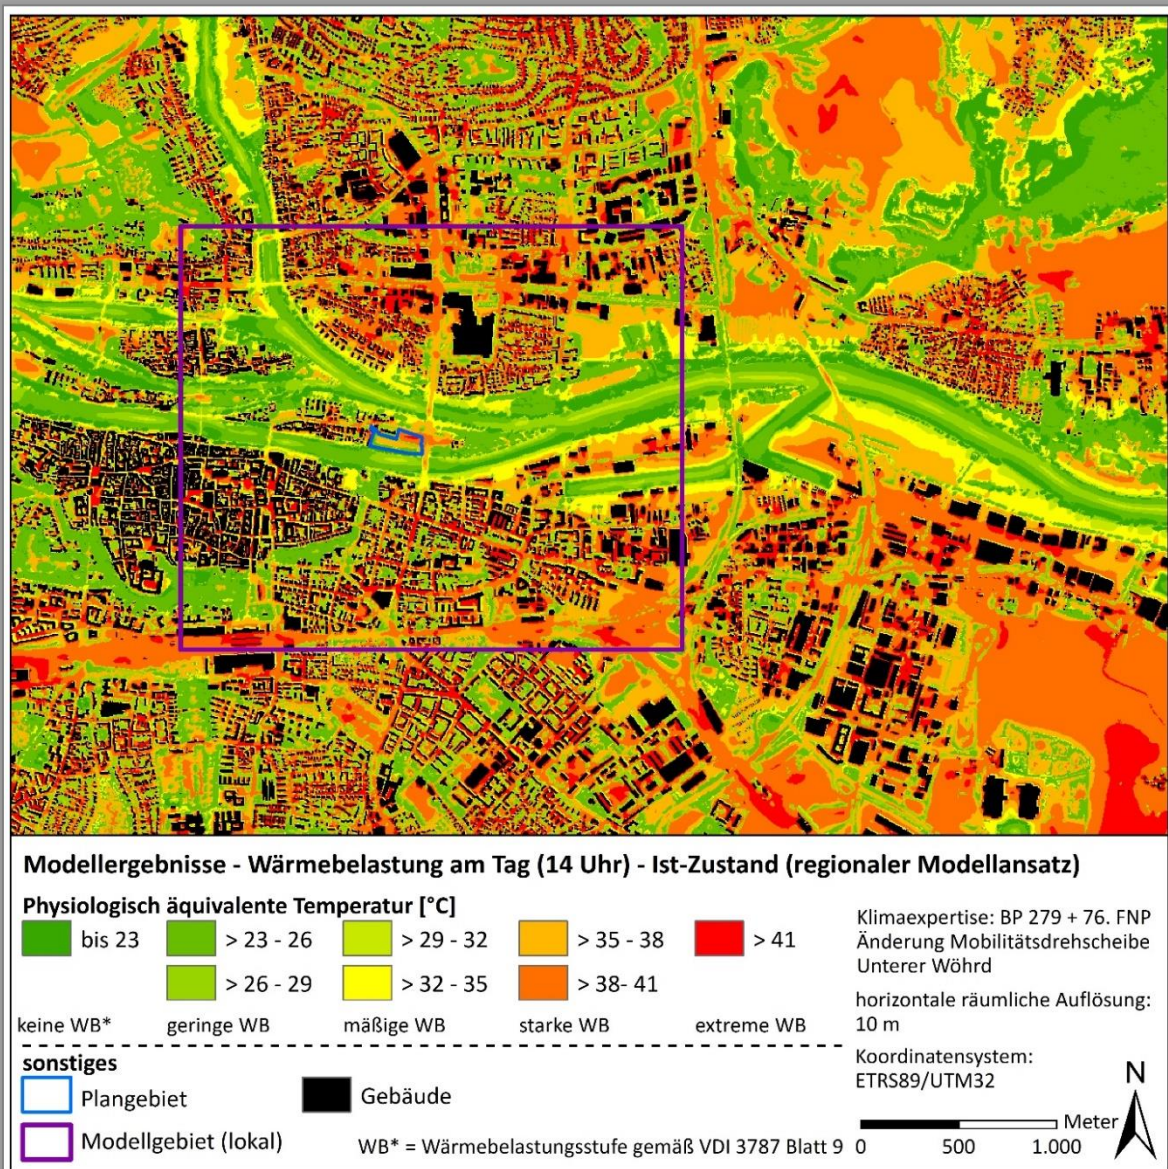 Modellergebnisse - Wärmebelastung am Tag (14 Uhr) - Ist-Zustand (regionaler Modellansatz)
Physiologisch äquivalente Temperatur [°C]
bis 23
> 23 - 26
> 29 - 32
> 35 - 38
> 41
> 26 - 29
> 32 - 35
> 38- 41
keine WB*
geringe WB
mäßige WB
starke WB
extreme WB
sonstiges
Plangebiet
Gebäude
Modellgebiet (lokal)
WB* = Wärmebelastungsstufe gemäß VDI 3787 Blatt 9
Klimaexpertise: BP 279 + 76. FNP
Änderung Mobilitätsdrehscheibe
Unterer Wöhrd
horizontale räumliche Auflösung:
10 m
Koordinatensystem:
ETRS89/UTM32
N
Meter
0 500 1.000